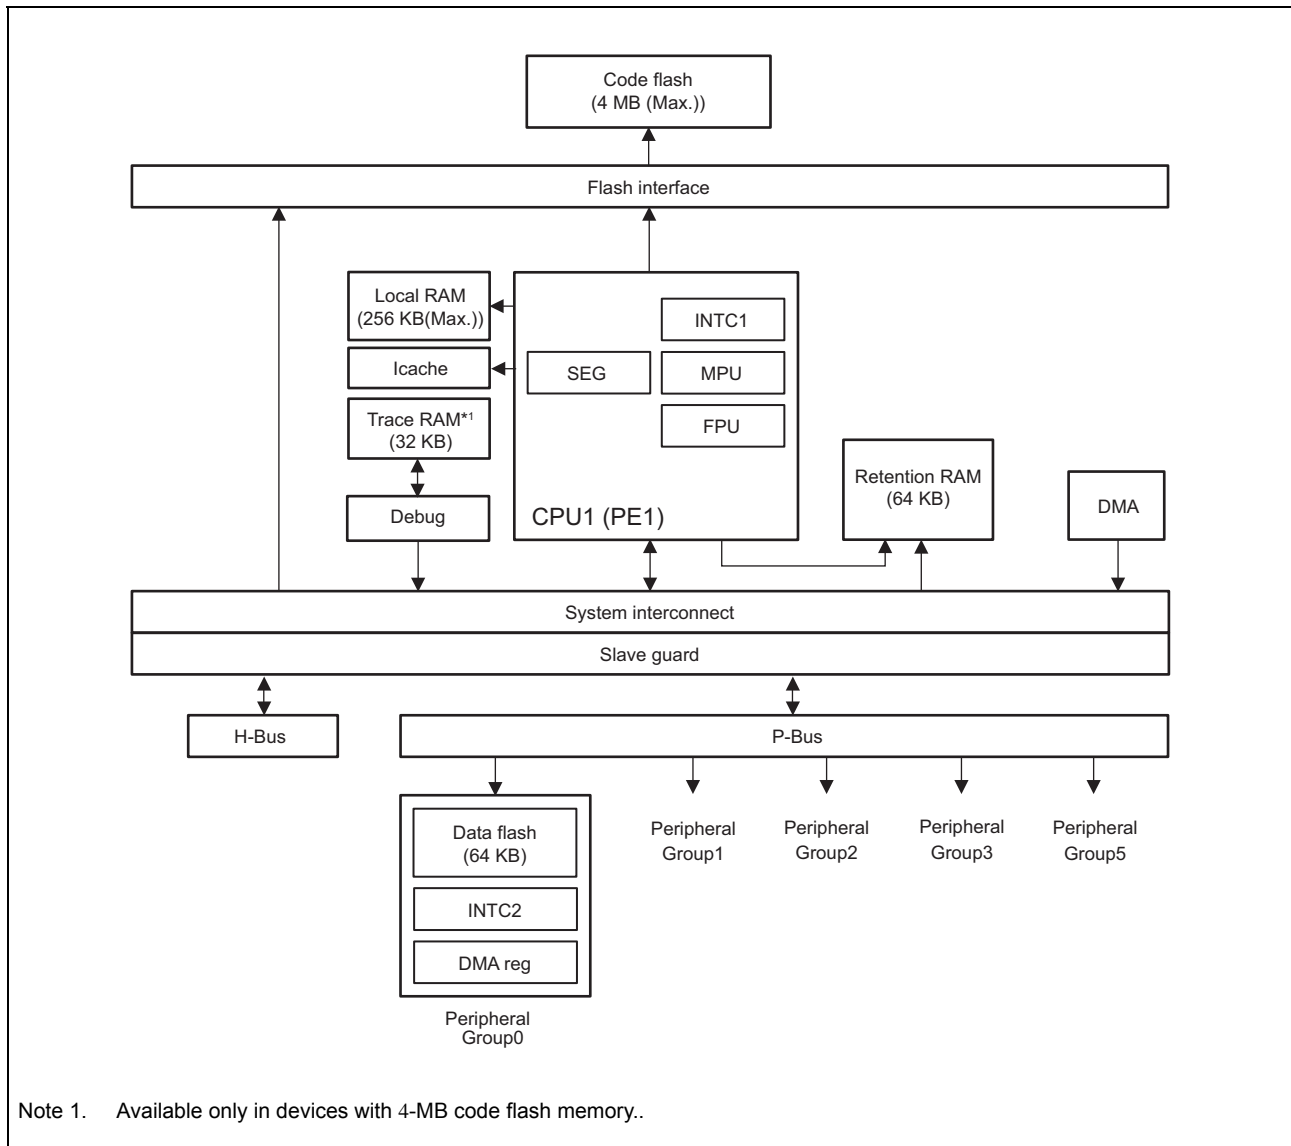 Code flash
(4 MB (Max.))
Flash interface
Local RAM
(256 KB(Max.))
Icache
Trace RAM*1
(32 KB)
Debug
INTC1
SEG
MPU
FPU
CPU1 (PE1)
Retention RAM
(64 KB)
DMA
System interconnect
Slave guard
H-Bus
P-Bus
Data flash
(64 KB)
INTC2
DMA reg
Peripheral
Group0
Peripheral
Group1
Peripheral
Group2
Peripheral
Group3
Peripheral
Group5
Note 1. Available only in devices with 4-MB code flash memory..